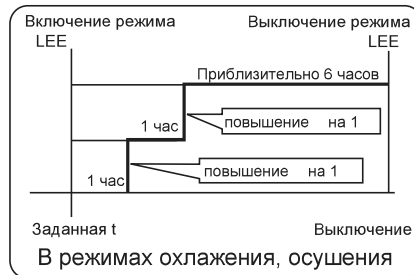 Включение режима Выключение режима
LEE LEE
Приблизительно 6 часов
1 час повышение на 1
1 час повышение на 1
Заданная t Выключение
В режимах охлаждения, осушения